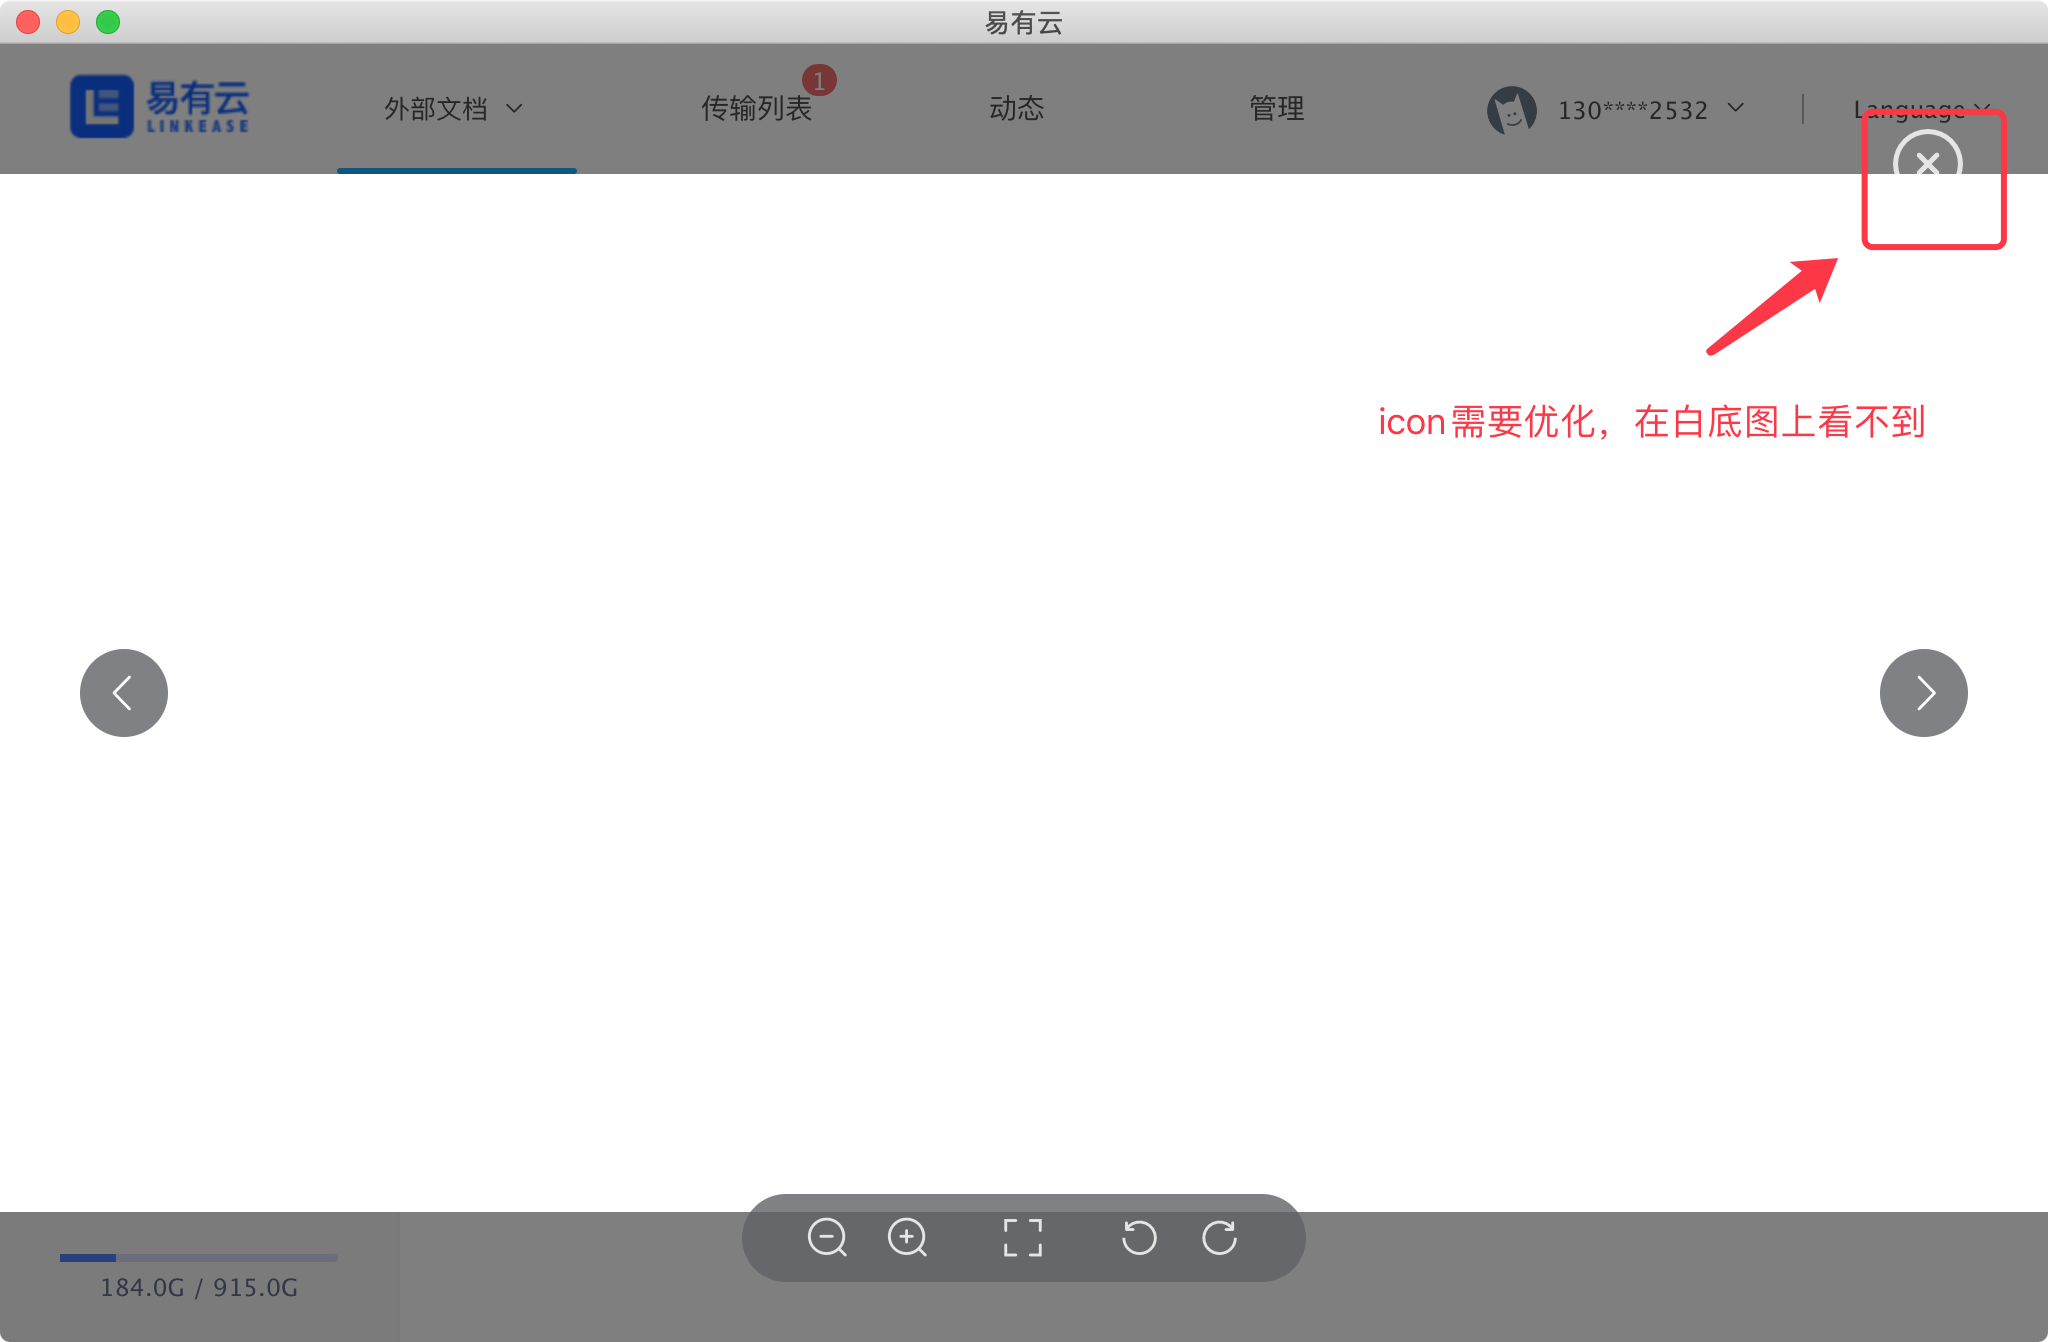 易有云
易有云
LINKEASE
外部文档
传输列表
1
动态
管理
130****2532
Language
icon需要优化，在白底图上看不到
184.0G / 915.0G